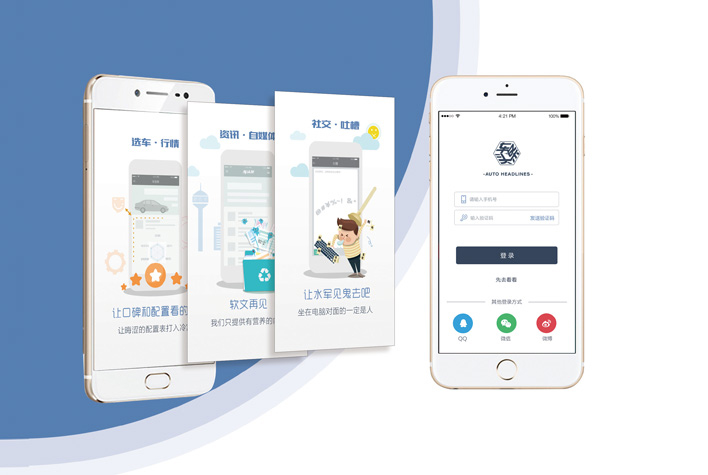 选车·行情
让口碑和配置看的
让晦涩的配置表打入冷
资讯·自媒体
软文再见
我们只提供有营养的
社交·吐槽
让水军见鬼去吧
坐在电脑对面的一定是人
4:21 PM
100%
-AUTO HEADLINES-
请输入手机号
输入验证码
发送验证码
登录
先去看看
其他登录方式
QQ
微信
微博